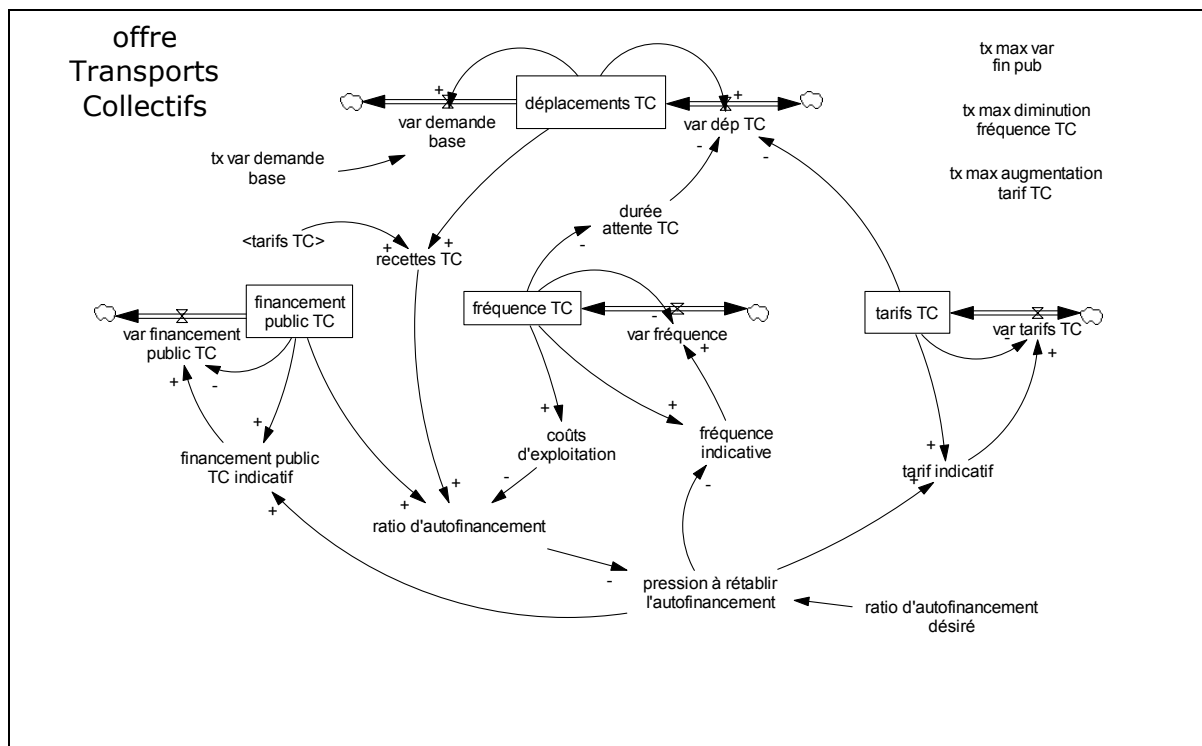 offre
Transports
Collectifs
tx max var
fin pub
tx max diminution
fréquence TC
tx max augmentation
tarif TC
+
déplacements TC
+
var demande
base
var dép TC
tx var demande
base
-
-
durée
attente TC
-
<tarifs TC>
+
+
recettes TC
financement
public TC
fréquence TC
tarifs TC
var financement
public TC
-
var fréquence
-
var tarifs TC
+
-
+
+
+
+
+
coûts
d'exploitation
fréquence
indicative
+
financement public
TC indicatif
tarif indicatif
+
-
+
-
+
+
ratio d'autofinancement
-
pression à rétablir
l'autofinancement
ratio d'autofinancement
désiré